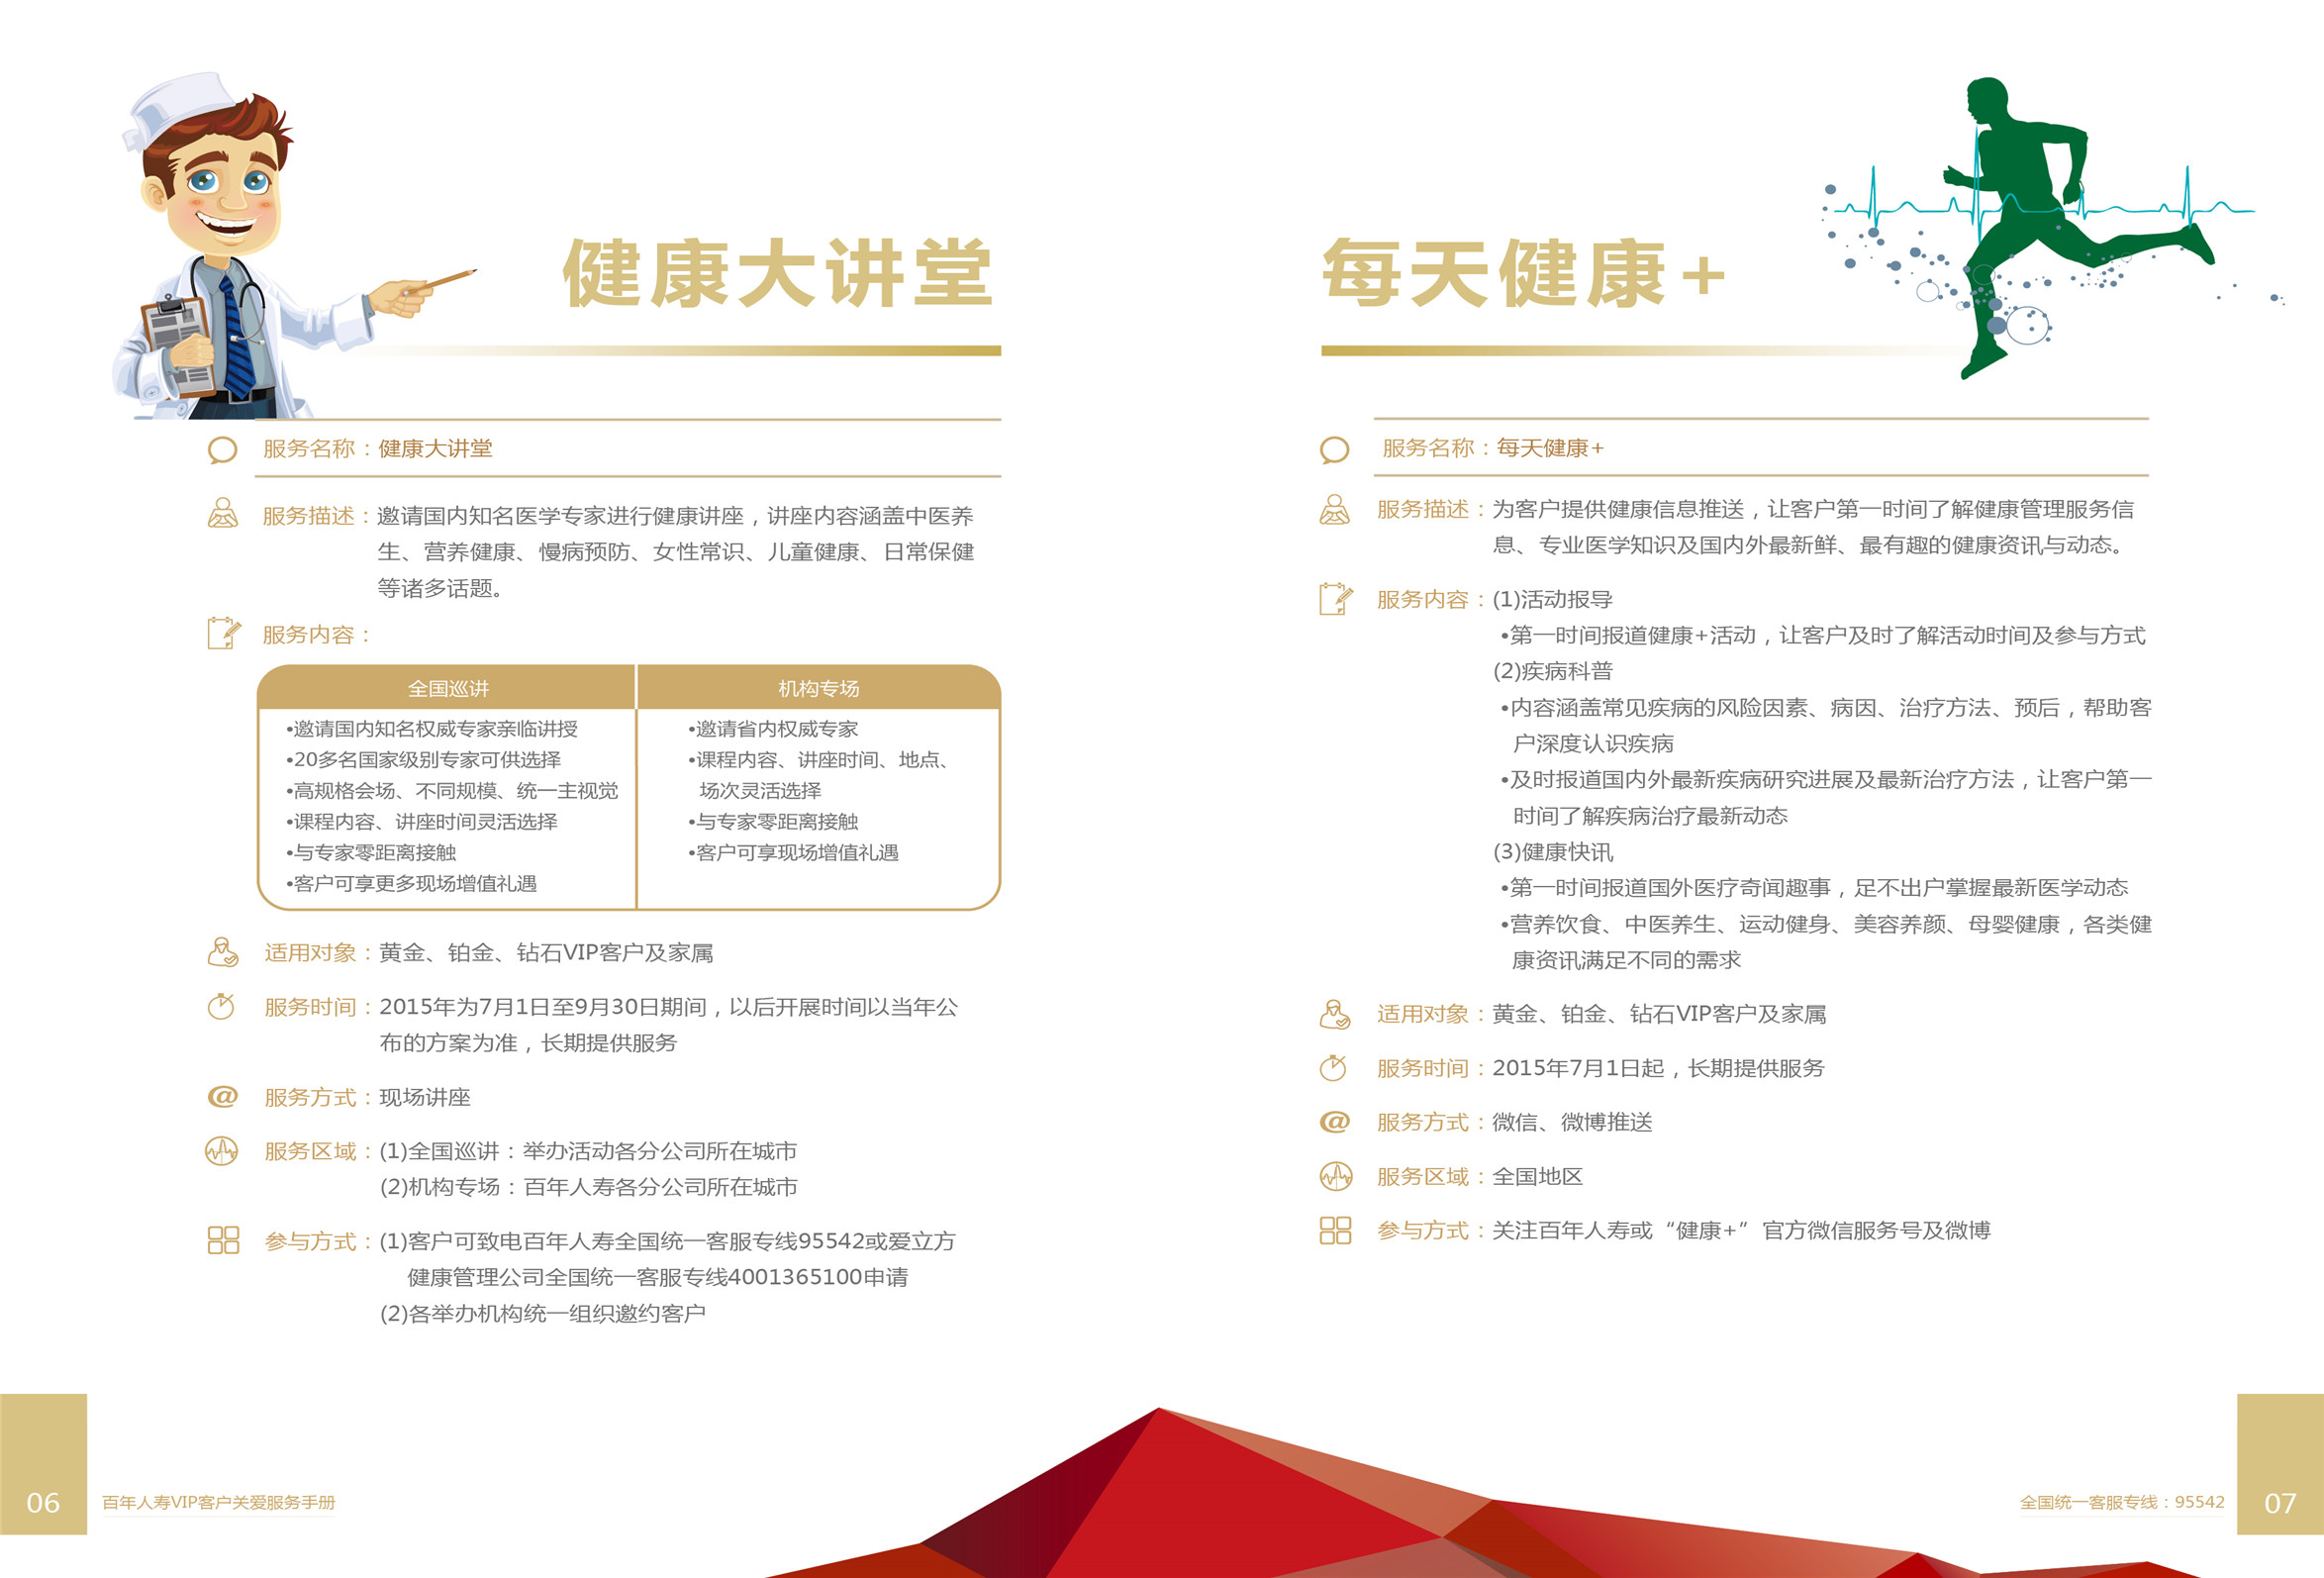 健康大讲堂
服务名称：健康大讲堂
服务描述：邀请国内知名医学专家进行健康讲座，讲座内容涵盖中医养
生、营养健康、慢病预防、女性常识、儿童健康、日常保健
等诸多话题。
服务内容：
全国巡讲
•邀请国内知名权威专家亲临讲授
•20多名国家级别专家可供选择
•高规格会场、不同规模、统一主视觉
•课程内容、讲座时间灵活选择
•与专家零距离接触
•客户可享更多现场增值礼遇
机构专场
•邀请省内权威专家
•课程内容、讲座时间、地点、
场次灵活选择
•与专家零距离接触
•客户可享现场增值礼遇
适用对象：黄金、铂金、钻石VIP客户及家属
服务时间：2015年为7月1日至9月30日期间，以后开展时间以当年公
布的方案为准，长期提供服务
服务方式：现场讲座
服务区域：(1)全国巡讲：举办活动各分公司所在城市
(2)机构专场：百年人寿各分公司所在城市
参与方式：(1)客户可致电百年人寿全国统一客服专线95542或爱立方
健康管理公司全国统一客服专线4001365100申请
(2)各举办机构统一组织邀约客户
06
百年人寿VIP客户关爱服务手册
每天健康+
服务名称：每天健康+
服务描述：为客户提供健康信息推送，让客户第一时间了解健康管理服务信
息、专业医学知识及国内外最新鲜、最有趣的健康资讯与动态。
服务内容：(1)活动报导
•第一时间报道健康+活动，让客户及时了解活动时间及参与方式
(2)疾病科普
•内容涵盖常见疾病的风险因素、病因、治疗方法、预后，帮助客
户深度认识疾病
•及时报道国内外最新疾病研究进展及最新治疗方法，让客户第一
时间了解疾病治疗最新动态
(3)健康快讯
•第一时间报道国外医疗奇闻趣事，足不出户掌握最新医学动态
•营养饮食、中医养生、运动健身、美容养颜、母婴健康，各类健
康资讯满足不同的需求
适用对象：黄金、铂金、钻石VIP客户及家属
服务时间：2015年7月1日起，长期提供服务
服务方式：微信、微博推送
服务区域：全国地区
参与方式：关注百年人寿或“健康+”官方微信服务号及微博
全国统一客服专线：95542
07